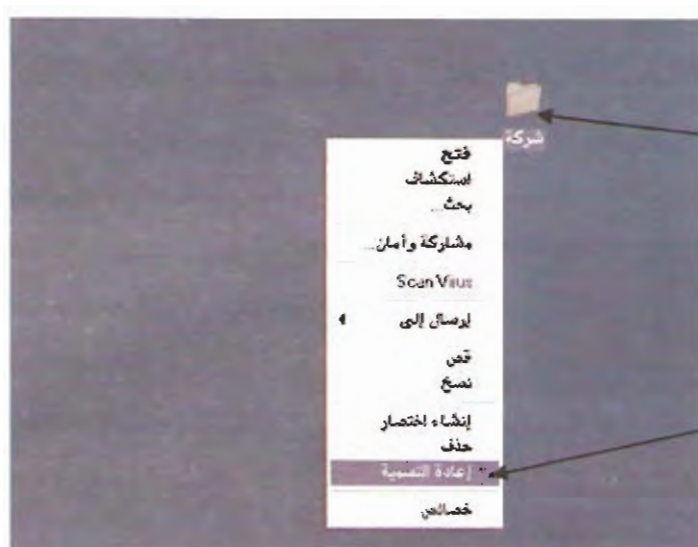 شركة
فتح
استكشاف
بحث...
مشاركة وأمان...
Scan Virus
إرسال إلى
قص
نسخ
إنشاء اختصار
حذف
إعادة التسمية
خصائص